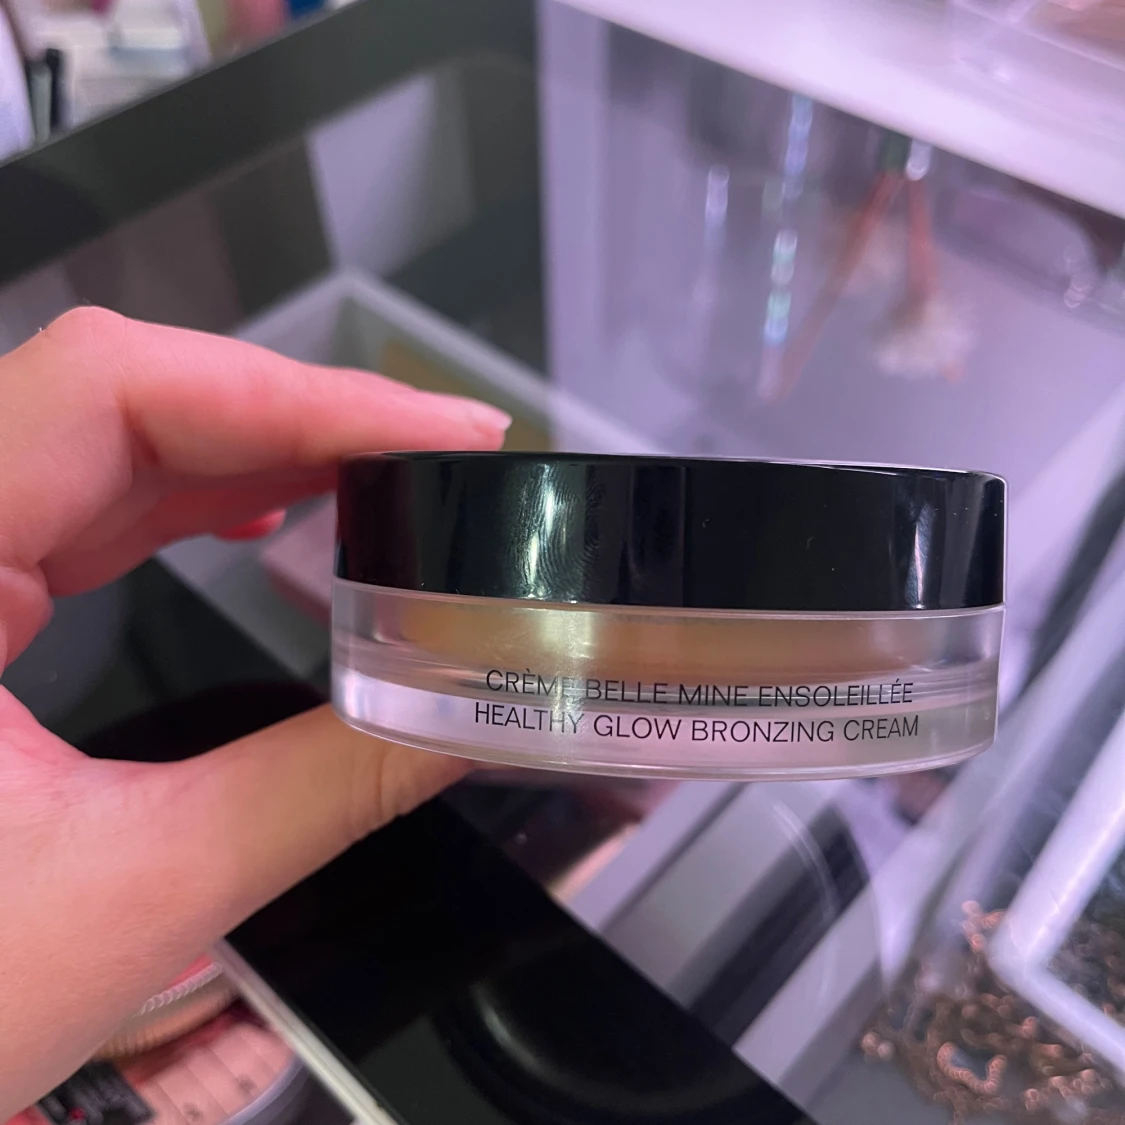 CRÈME BELLE MINE ENSOLEILLÉE
HEALTHY GLOW BRONZING CREAM